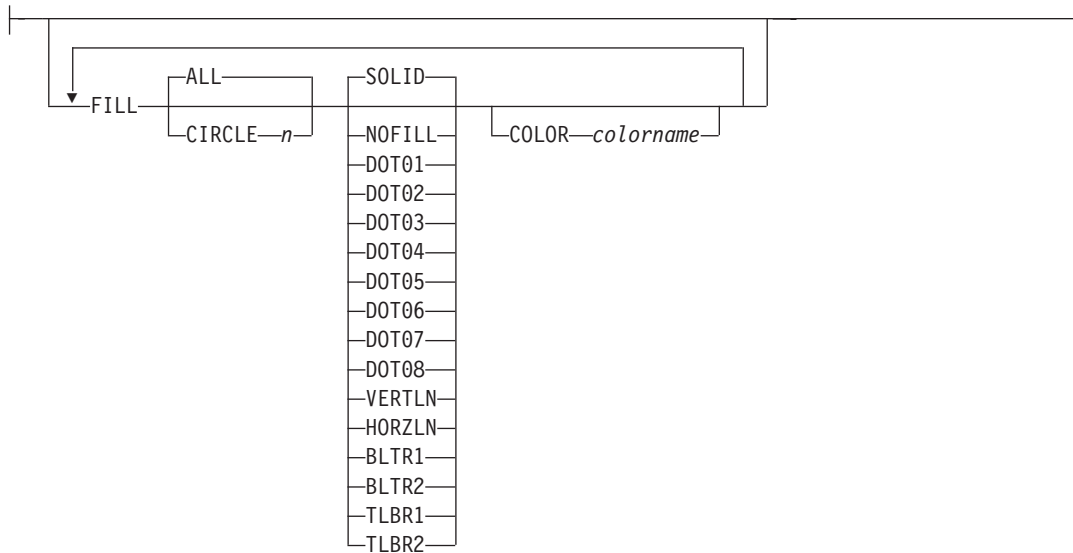 ALL SOLID
FILL
CIRCLE n NOFILL COLOR colorname
DOT01
DOT02
DOT03
DOT04
DOT05
DOT06
DOT07
DOT08
VERTLN
HORZLN
BLTR1
BLTR2
TLBR1
TLBR2